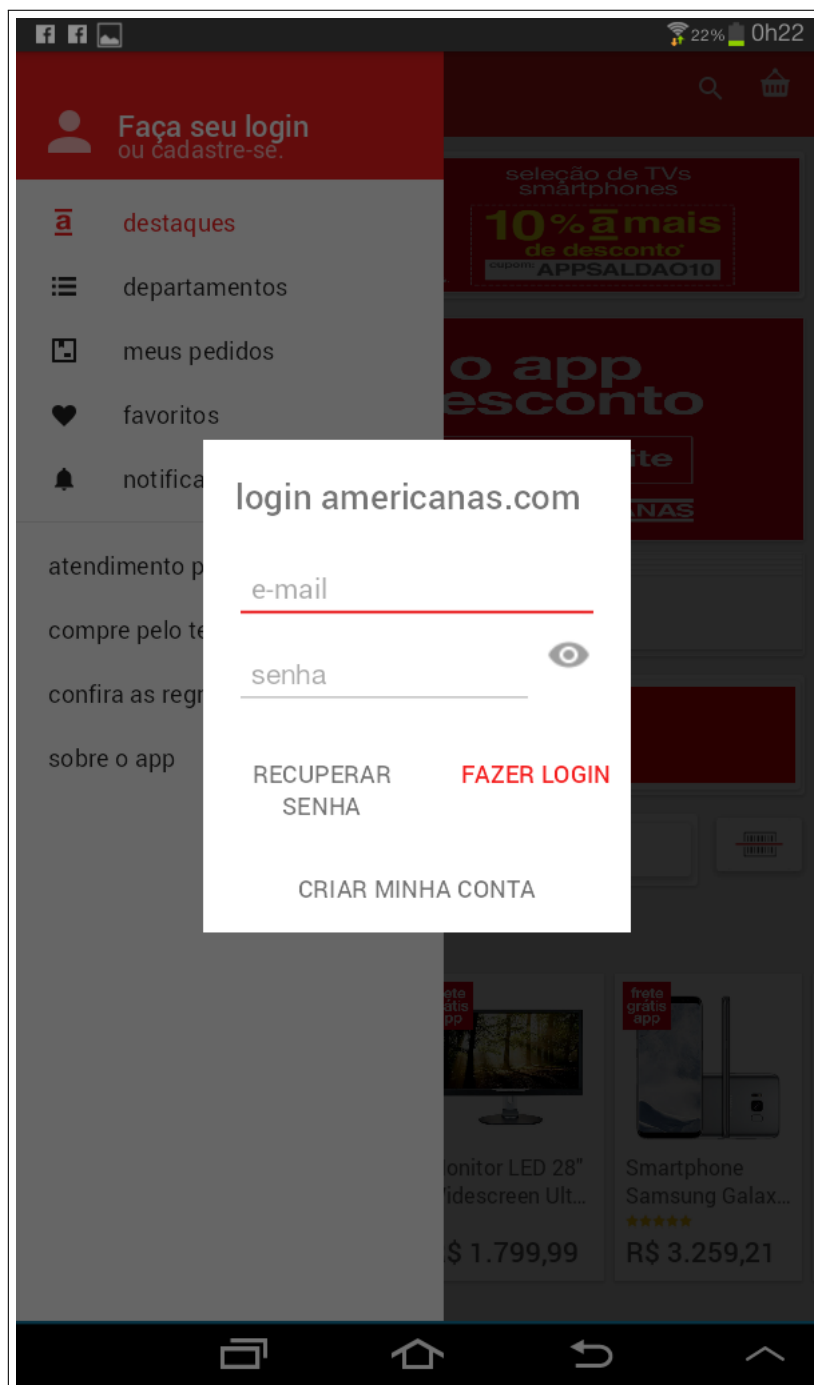 22% 0h22
Faça seu login
ou cadastre-se.
destaques
departamentos
meus pedidos
favoritos
notifica
atendimento p
compre pelo te
confira as regr
sobre o app
seleção de TVs
smartphones
10% a mais
de desconto*
cupom: APPSALDAO10
o app
esconto
ite
NAS
login americanas.com
e-mail
senha
RECUPERAR
SENHA
FAZER LOGIN
CRIAR MINHA CONTA
ete
átis
pp
onitor LED 28"
idescreen Ult...
$ 1.799,99
frete
grátis
app
Smartphone
Samsung Galax...
R$ 3.259,21